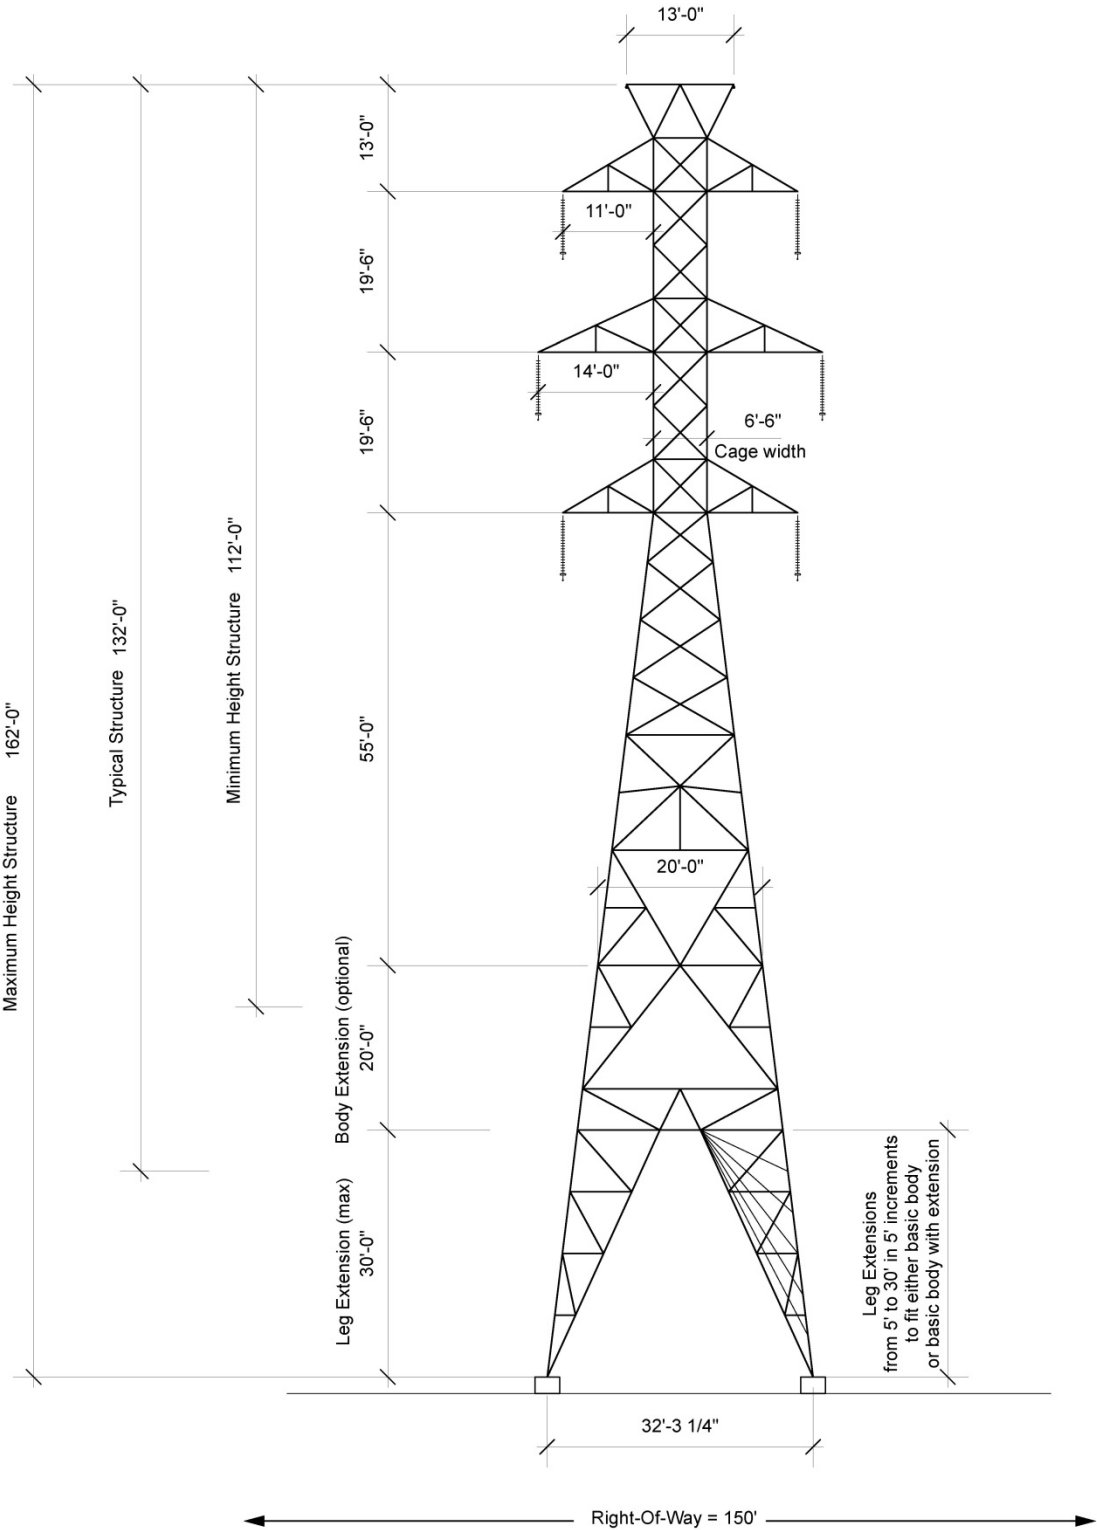 13'-0"
13'-0"
11'-0"
19'-6"
14'-0"
19'-6"
6'-6"
Cage width
Maximum Height Structure 162'-0"
Typical Structure 132'-0"
Minimum Height Structure 112'-0"
55'-0"
20'-0"
Body Extension (optional)
20'-0"
Leg Extension (max)
30'-0"
Leg Extensions
from 5' to 30' in 5' increments
to fit either basic body
or basic body with extension
32'-3 1/4"
Right-Of-Way = 150'